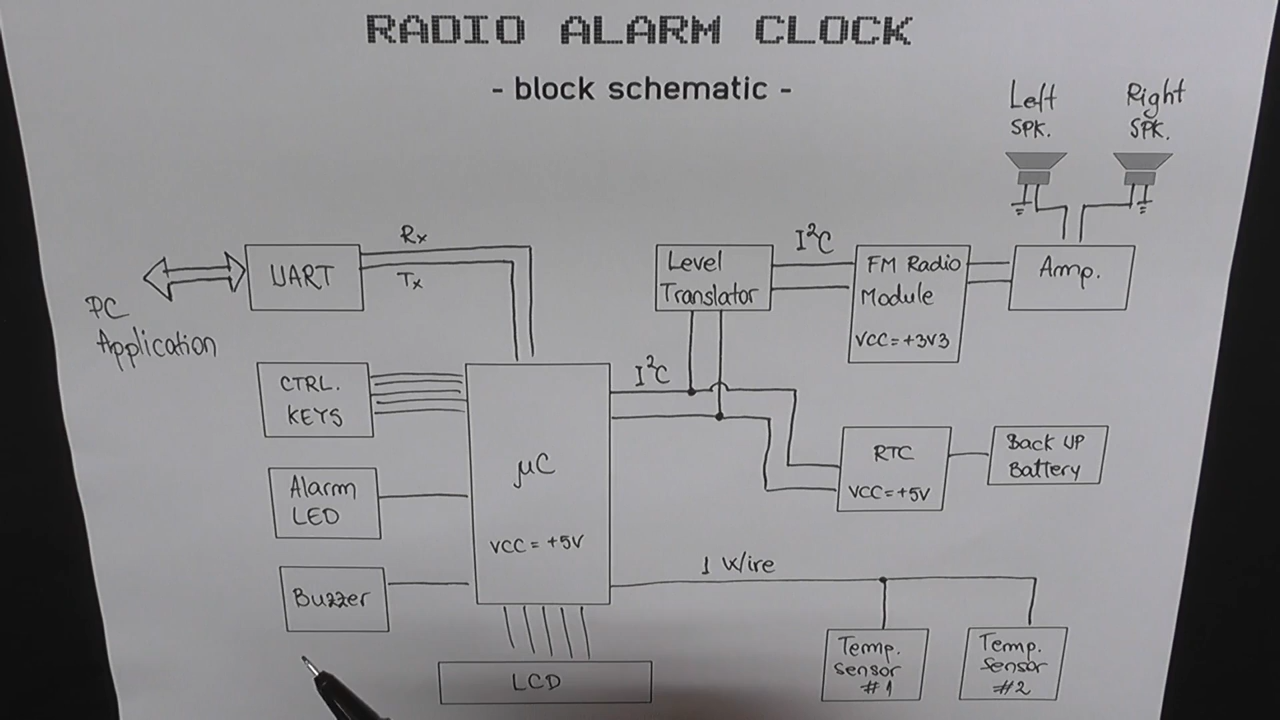 RADIO ALARM CLOCK
- block schematic -
Left
SPK.
Right
SPK.
UART
Rx
Tx
PC
Application
Level
Translator
I²C
FM Radio
Module
VCC = +3V3
Amp.
CTRL.
KEYS
I²C
µC
VCC = +5V
RTC
VCC = +5V
Back UP
Battery
Alarm
LED
Buzzer
1 Wire
Temp.
Sensor
#1
Temp.
Sensor
#2
LCD